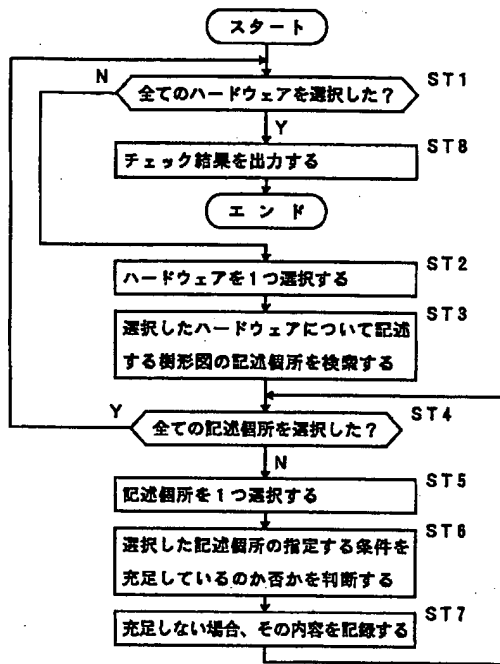 スタート
ST1
N
全てのハードウェアを選択した?
Y
ST8
チェック結果を出力する
エンド
ST2
ハードウェアを1つ選択する
ST3
選択したハードウェアについて記述
する樹形図の記述個所を検索する
ST4
Y
全ての記述個所を選択した?
N
ST5
記述個所を1つ選択する
ST6
選択した記述個所の指定する条件を
充足しているのか否かを判断する
ST7
充足しない場合、その内容を記録する